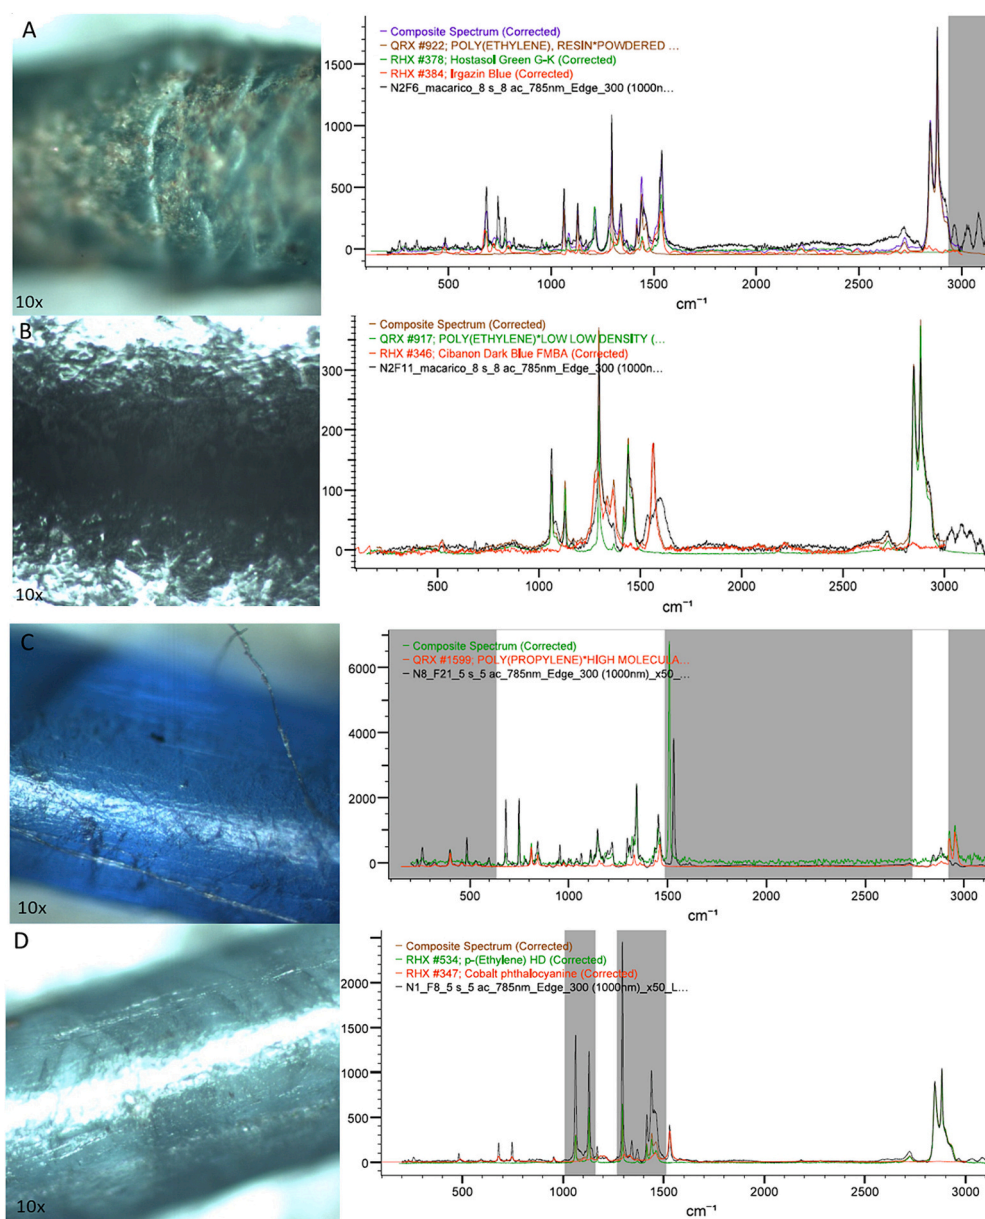 A
10x
Composite Spectrum (Corrected)
QRX #922; POLY(ETHYLENE), RESIN*POWDERED ...
RHX #378; Hostasol Green G-K (Corrected)
RHX #384; Irgazin Blue (Corrected)
N2F6_macarico_8 s_8 ac_785nm_Edge_300 (1000n...
1500
1000
500
0
500 1000 1500 2000 2500 3000
cm⁻¹
B
10x
Composite Spectrum (Corrected)
QRX #917; POLY(ETHYLENE)*LOW LOW DENSITY (...
RHX #346; Cibanon Dark Blue FMBA (Corrected)
N2F11_macarico_8 s_8 ac_785nm_Edge_300 (1000n...
300
200
100
0
500 1000 1500 2000 2500 3000
cm⁻¹
C
10x
Composite Spectrum (Corrected)
QRX #1599; POLY(PROPYLENE)*HIGH MOLECULA...
N8_F21_5 s_5 ac_785nm_Edge_300 (1000nm)_x50_...
6000
4000
2000
0
500 1000 1500 2000 2500 3000
cm⁻¹
D
10x
Composite Spectrum (Corrected)
RHX #534; p-(Ethylene) HD (Corrected)
RHX #347; Cobalt phthalocyanine (Corrected)
N1_F8_5 s_5 ac_785nm_Edge_300 (1000nm)_x50_L...
2000
1500
1000
500
0
500 1000 1500 2000 2500 3000
cm⁻¹